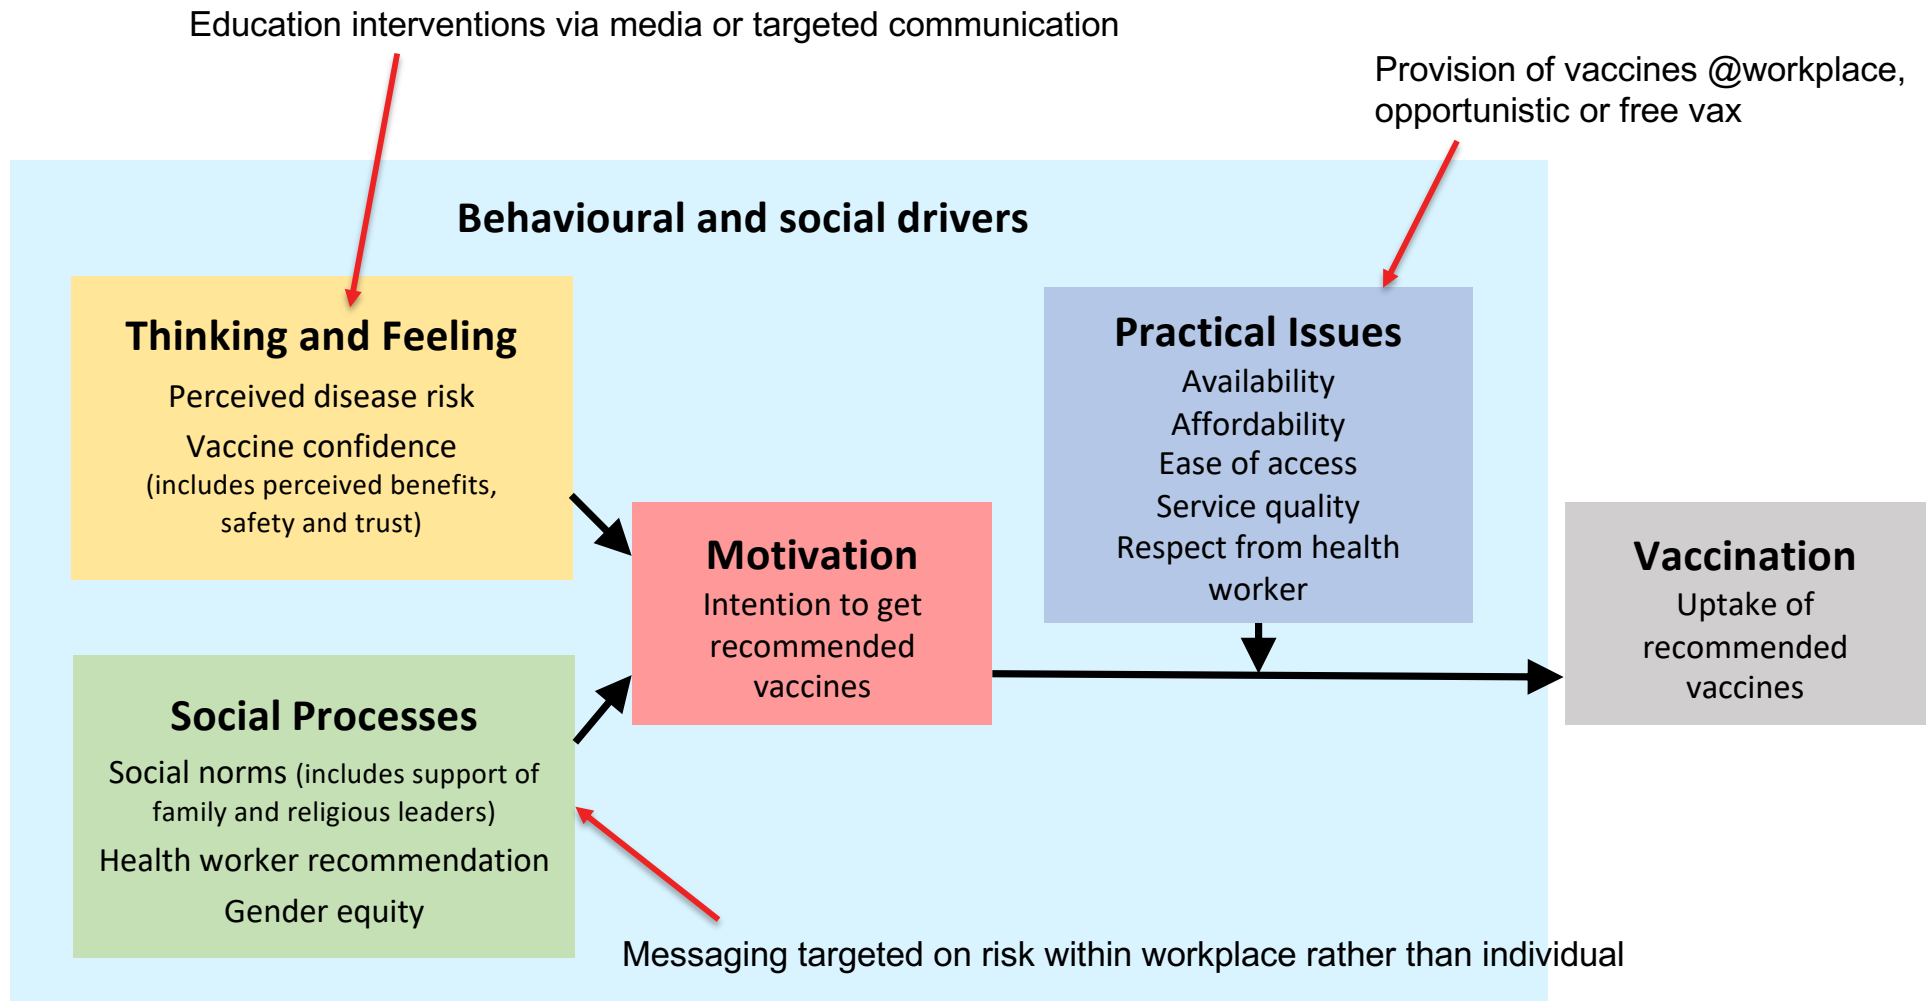 Education interventions via media or targeted communication
Provision of vaccines @workplace,
opportunistic or free vax
Behavioural and social drivers
Thinking and Feeling
Perceived disease risk
Vaccine confidence
(includes perceived benefits,
safety and trust)
Social Processes
Social norms (includes support of
family and religious leaders)
Health worker recommendation
Gender equity
Motivation
Intention to get
recommended
vaccines
Practical Issues
Availability
Affordability
Ease of access
Service quality
Respect from health
worker
Vaccination
Uptake of
recommended
vaccines
Messaging targeted on risk within workplace rather than individual